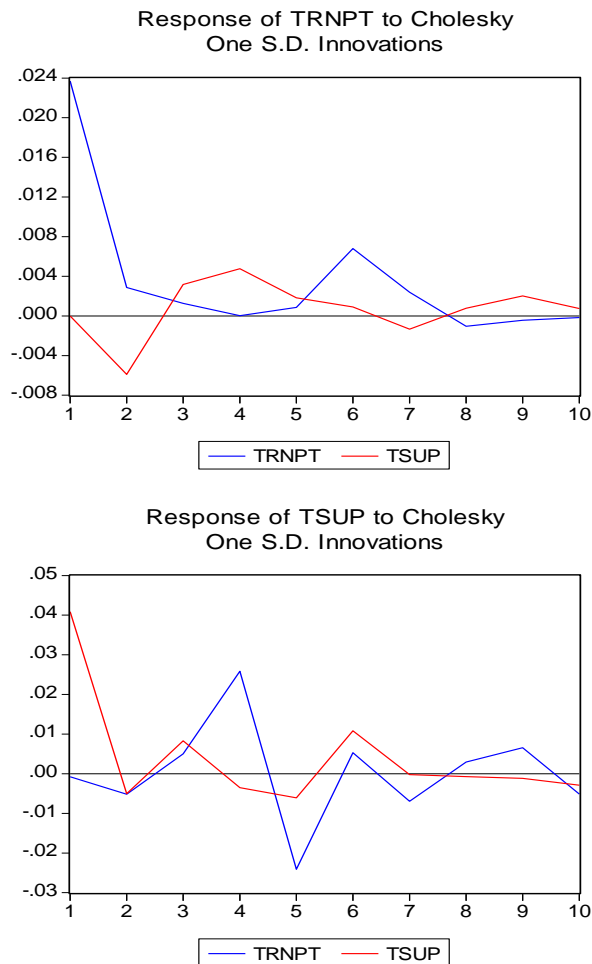 Response of TRNPT to Cholesky
One S.D. Innovations
.024
.020
.016
.012
.008
.004
.000
-.004
-.008
1 2 3 4 5 6 7 8 9 10
TRNPT TSUP
Response of TSUP to Cholesky
One S.D. Innovations
.05
.04
.03
.02
.01
.00
-.01
-.02
-.03
1 2 3 4 5 6 7 8 9 10
TRNPT TSUP